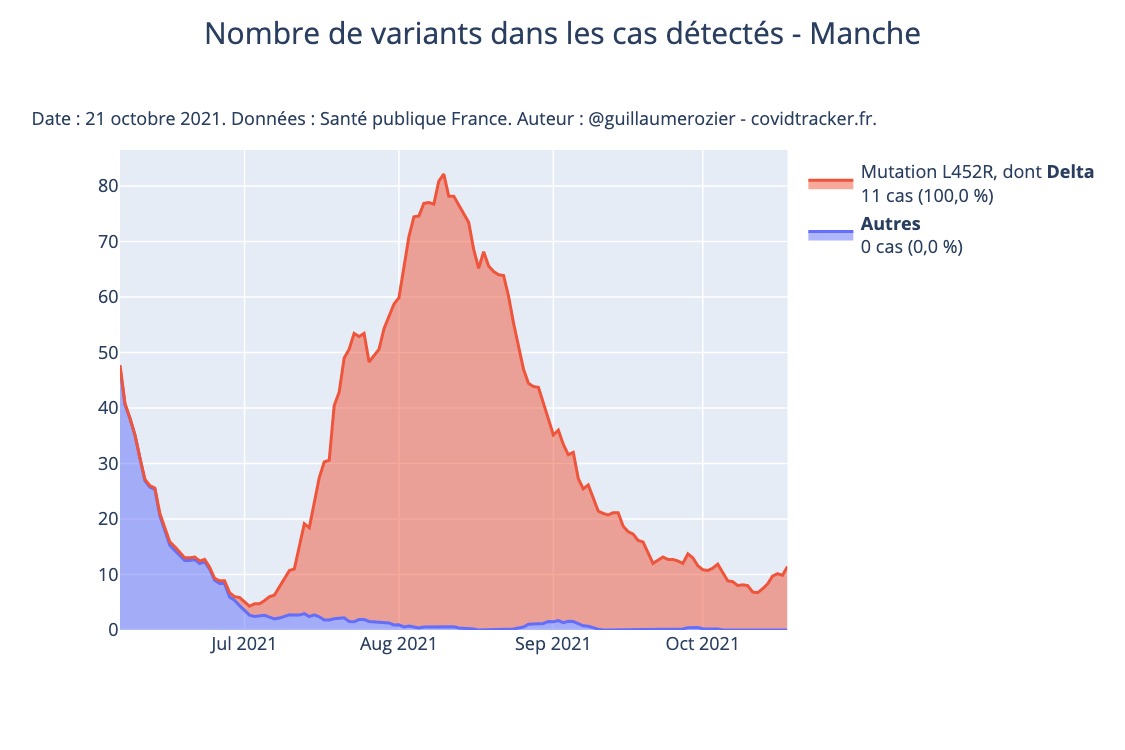 Nombre de variants dans les cas détectés - Manche
Date : 21 octobre 2021. Données : Santé publique France. Auteur : @guillaumerozier - covidtracker.fr.
Mutation L452R, dont Delta
11 cas (100,0 %)
Autres
0 cas (0,0 %)
80
70
60
50
40
30
20
10
0
Jul 2021
Aug 2021
Sep 2021
Oct 2021